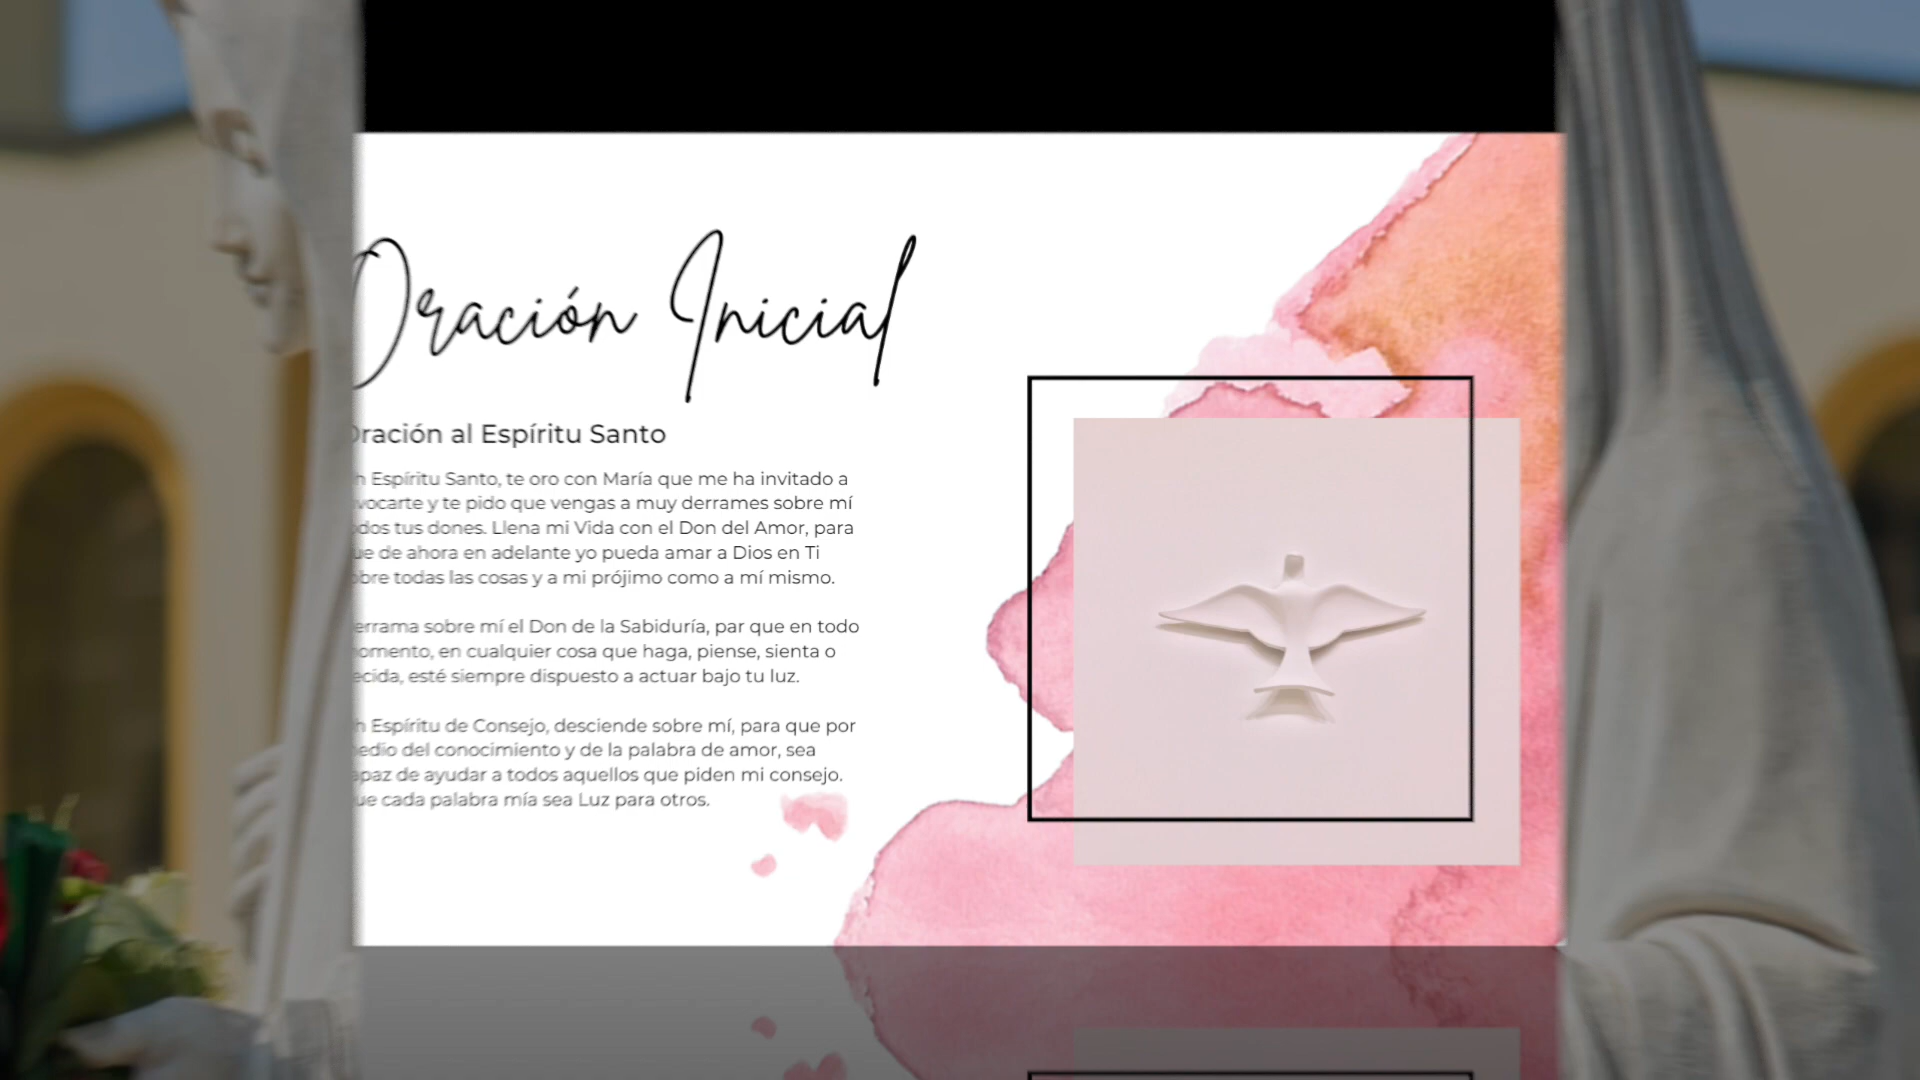 Oración Inicial
Oración al Espíritu Santo
h Espíritu Santo, te oro con María que me ha invitado a
vocarte y te pido que vengas a muy derrames sobre mí
odos tus dones. Llena mi Vida con el Don del Amor, para
ue de ahora en adelante yo pueda amar a Dios en Ti
obre todas las cosas y a mi prójimo como a mí mismo.
errama sobre mí el Don de la Sabiduría, par que en todo
omento, en cualquier cosa que haga, piense, sienta o
ecida, esté siempre dispuesto a actuar bajo tu luz.
h Espíritu de Consejo, desciende sobre mí, para que por
edio del conocimiento y de la palabra de amor, sea
apaz de ayudar a todos aquellos que piden mi consejo.
ue cada palabra mía sea Luz para otros.